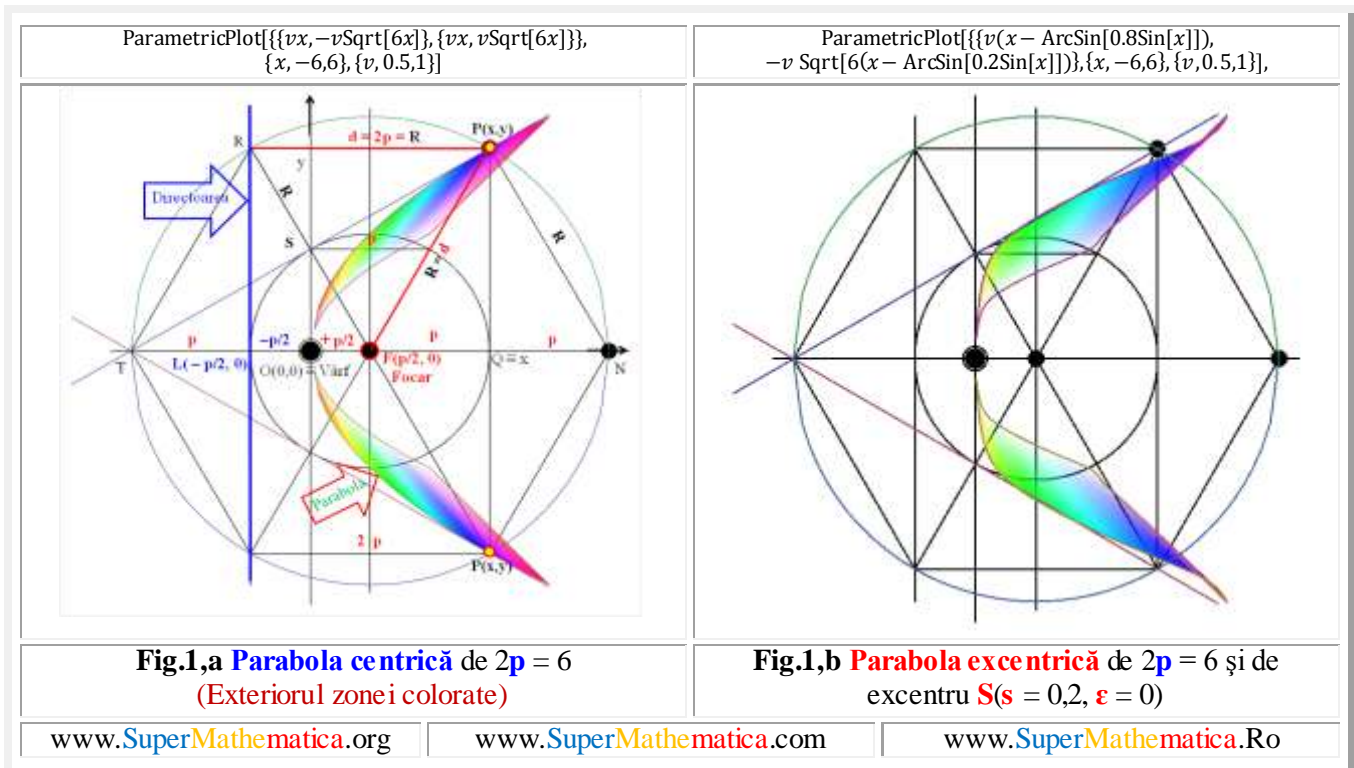 ParametricPlot[{{𝑣𝑥, −𝑣Sqrt[6𝑥]}, {𝑣𝑥, 𝑣Sqrt[6𝑥]}},
{𝑥, −6,6}, {𝑣, 0.5,1}]
ParametricPlot[{{𝑣(𝑥 − ArcSin[0.8Sin[𝑥]]),
−𝑣 Sqrt[6(𝑥 − ArcSin[0.2Sin[𝑥]])}, {𝑥, −6,6}, {𝑣, 0.5,1}],
d = 2p = R
P(x,y)
R
y
Directoarea
R
S
p
R = d
R
p
−p/2
+ p/2
p
p
T
L(− p/2, 0)
O(0,0) = Vârf
F(p/2, 0)
Focar
Q ≡ x
N
Parabolă
2 p
P(x,y)
Fig.1,a Parabola centrică de 2p = 6
(Exteriorul zonei colorate)
Fig.1,b Parabola excentrică de 2p = 6 şi de
excentru S(s = 0,2, ε = 0)
www.SuperMathematica.org
www.SuperMathematica.com
www.SuperMathematica.Ro